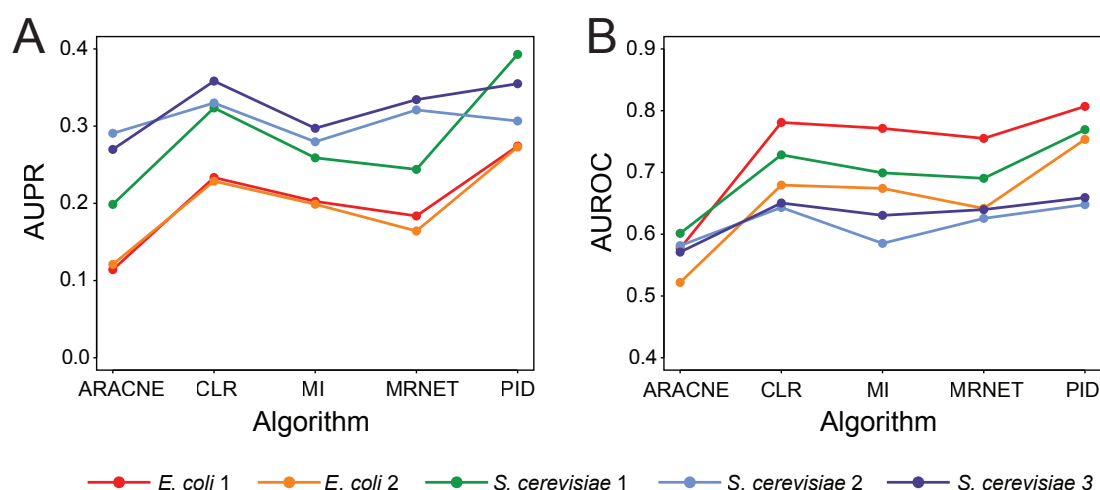 A
AUPR
0.4
0.3
0.2
0.1
0.0
ARACNE CLR MI MRNET PID
Algorithm
B
AUROC
0.9
0.8
0.7
0.6
0.5
0.4
ARACNE CLR MI MRNET PID
Algorithm
E. coli 1 E. coli 2 S. cerevisiae 1 S. cerevisiae 2 S. cerevisiae 3